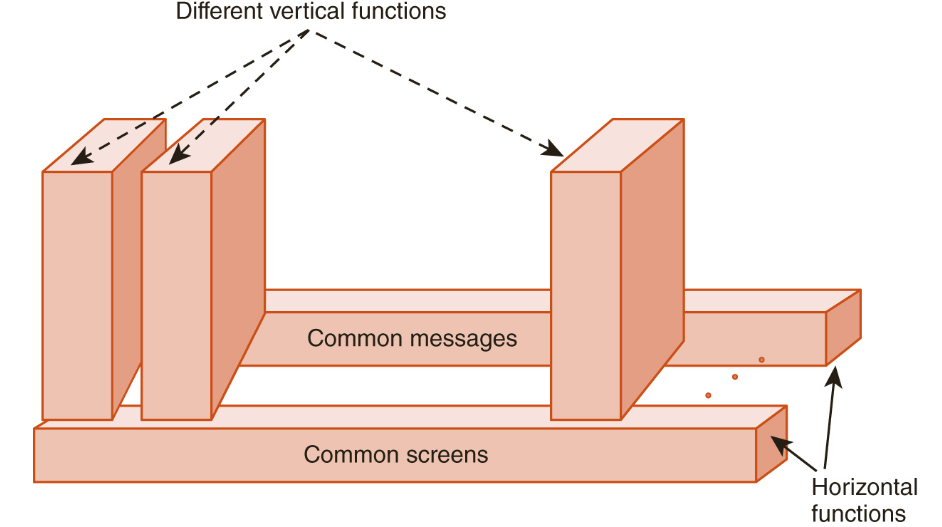 Different vertical functions
Common messages
Common screens
Horizontal
functions